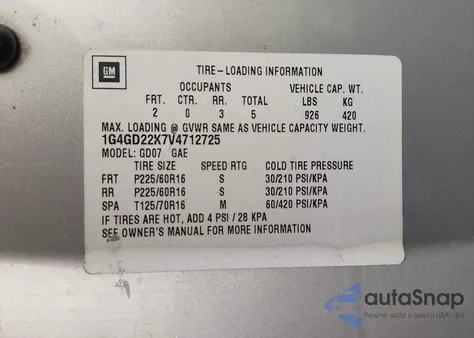 GM
TIRE-LOADING INFORMATION
OCCUPANTS VEHICLE CAP. WT.
FRT. CTR. RR. TOTAL LBS KG
2 0 3 5 926 420
MAX. LOADING @ GVWR SAME AS VEHICLE CAPACITY WEIGHT.
1G4GD22X7V4712725
MODEL: GD07 GAE
TIRE SIZE SPEED RTG COLD TIRE PRESSURE
FRT P225/60R16 S 30/210 PSI/KPA
RR P225/60R16 S 30/210 PSI/KPA
SPA T125/70R16 M 60/420 PSI/KPA
IF TIRES ARE HOT, ADD 4 PSI / 28 KPA
SEE OWNER'S MANUAL FOR MORE INFORMATION
autoSnap